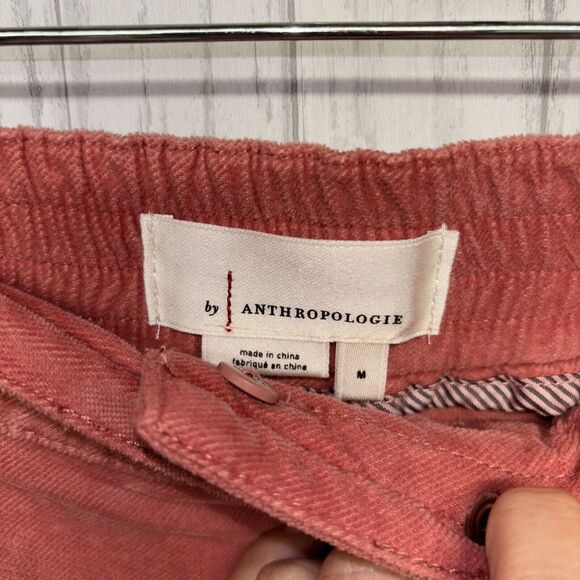 by | ANTHROPOLOGIE
made in china
fabriqué en chine
M